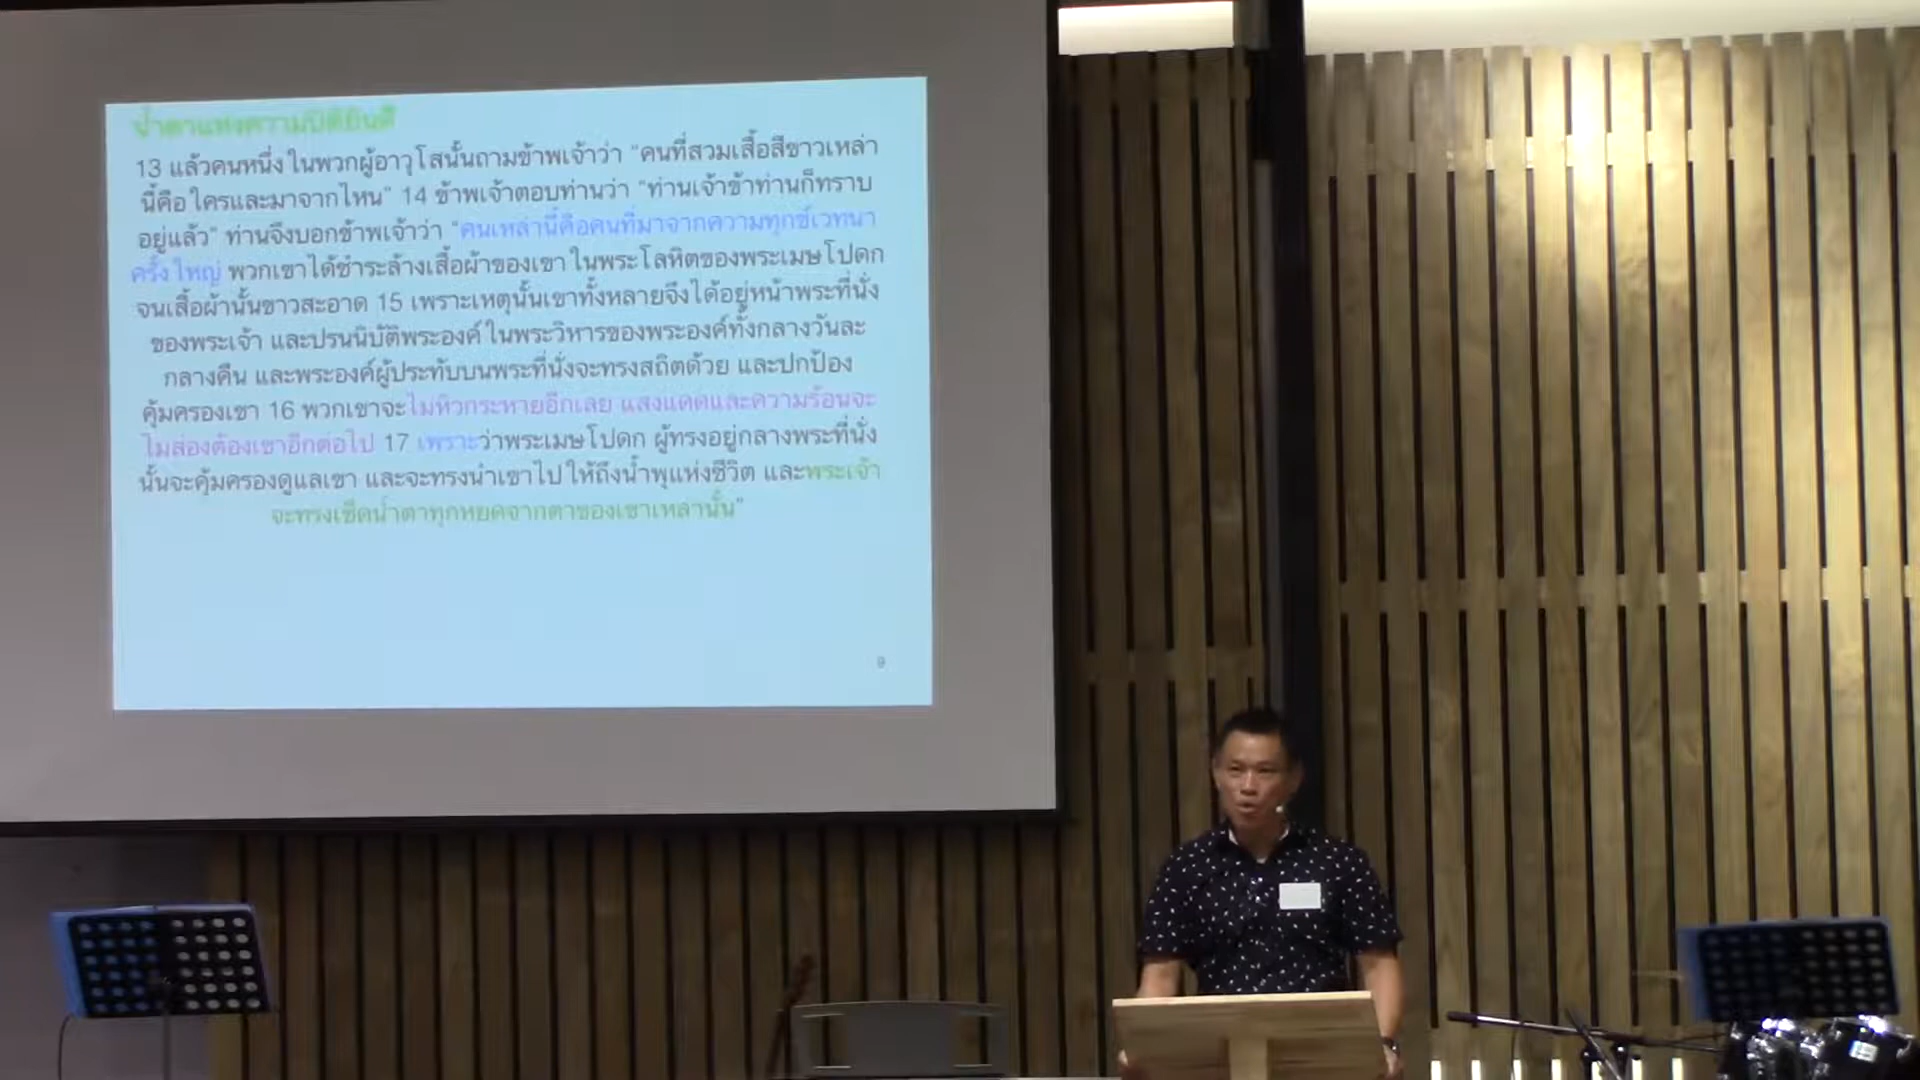 น้ำตาแห่งความปิติยินดี
13 แล้วคนหนึ่งในพวกผู้อาวุโสนั้นถามข้าพเจ้าว่า “คนที่สวมเสื้อสีขาวเหล่า
นี้คือใครและมาจากไหน” 14 ข้าพเจ้าตอบท่านว่า “ท่านเจ้าข้าท่านก็ทราบ
อยู่แล้ว” ท่านจึงบอกข้าพเจ้าว่า “คนเหล่านี้คือคนที่มาจากความทุกข์เวทนา
ครั้งใหญ่ พวกเขาได้ชำระล้างเสื้อผ้าของเขาในพระโลหิตของพระเมษโปดก
จนเสื้อผ้านั้นขาวสะอาด 15 เพราะเหตุนั้นเขาทั้งหลายจึงได้อยู่หน้าพระที่นั่ง
ของพระเจ้า และปรนนิบัติพระองค์ในพระวิหารของพระองค์ทั้งกลางวันละ
กลางคืน และพระองค์ผู้ประทับบนพระที่นั่งจะทรงสถิตด้วย และปกป้อง
คุ้มครองเขา 16 พวกเขาจะไม่หิวกระหายอีกเลย แสงแดดและความร้อนจะ
ไม่ส่องต้องเขาอีกต่อไป 17 เพราะว่าพระเมษโปดก ผู้ทรงอยู่กลางพระที่นั่ง
นั้นจะคุ้มครองดูแลเขา และจะทรงนำเขาไปให้ถึงน้ำพุแห่งชีวิต และพระเจ้า
จะทรงเช็ดน้ำตาทุกหยดจากตาของเขาเหล่านั้น”
9